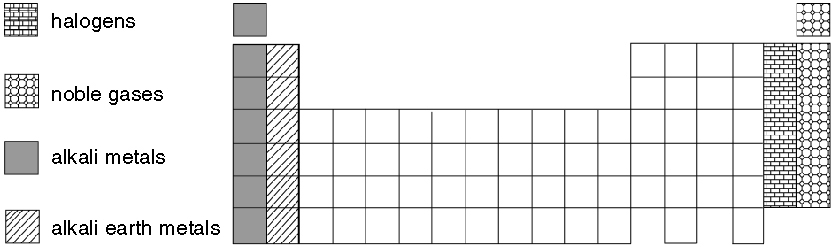 halogens
noble gases
alkali metals
alkali earth metals